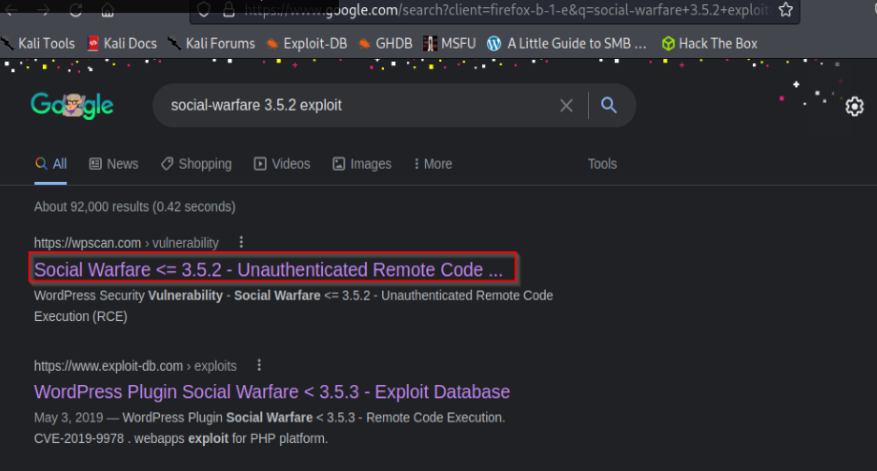 https://www.google.com/search?client=firefox-b-1-e&q=social-warfare+3.5.2+exploit
Kali Tools Kali Docs Kali Forums Exploit-DB GHDB MSFU A Little Guide to SMB ... Hack The Box
Google social-warfare 3.5.2 exploit
All News Shopping Videos Images More Tools
About 92,000 results (0.42 seconds)
https://wpscan.com › vulnerability
Social Warfare <= 3.5.2 - Unauthenticated Remote Code ...
WordPress Security Vulnerability - Social Warfare <= 3.5.2 - Unauthenticated Remote Code
Execution (RCE)
https://www.exploit-db.com › exploits
WordPress Plugin Social Warfare < 3.5.3 - Exploit Database
May 3, 2019 — WordPress Plugin Social Warfare < 3.5.3 - Remote Code Execution.
CVE-2019-9978 . webapps exploit for PHP platform.